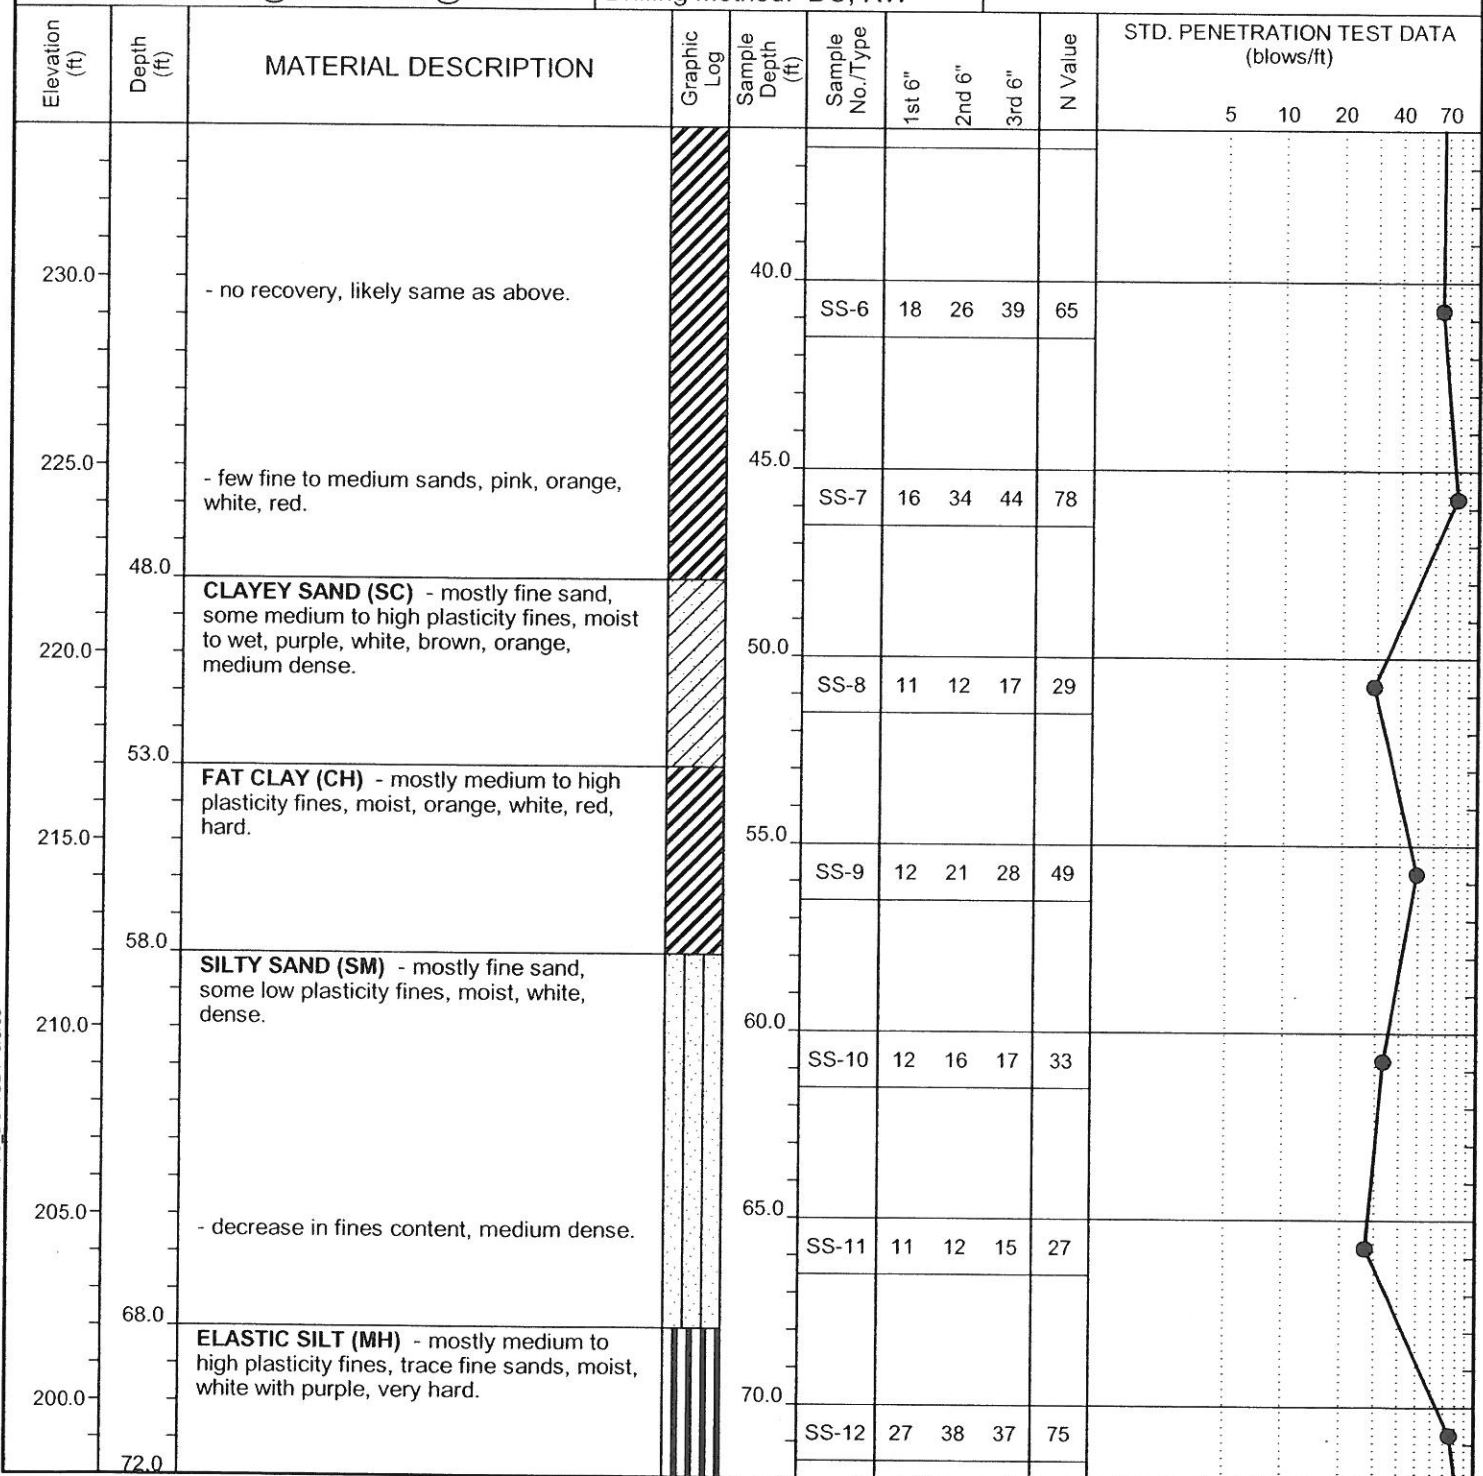 Elevation (ft)
Depth (ft)
MATERIAL DESCRIPTION
Graphic Log
Sample Depth (ft)
Sample No./Type
1st 6"
2nd 6"
3rd 6"
N Value
STD. PENETRATION TEST DATA
(blows/ft)
5 10 20 40 70
230.0
- no recovery, likely same as above.
40.0
SS-6 18 26 39 65
225.0
- few fine to medium sands, pink, orange,
white, red.
45.0
SS-7 16 34 44 78
48.0
CLAYEY SAND (SC) - mostly fine sand,
some medium to high plasticity fines, moist
to wet, purple, white, brown, orange,
medium dense.
220.0
50.0
SS-8 11 12 17 29
53.0
FAT CLAY (CH) - mostly medium to high
plasticity fines, moist, orange, white, red,
hard.
215.0
55.0
SS-9 12 21 28 49
58.0
SILTY SAND (SM) - mostly fine sand,
some low plasticity fines, moist, white,
dense.
210.0
60.0
SS-10 12 16 17 33
205.0
- decrease in fines content, medium dense.
65.0
SS-11 11 12 15 27
68.0
ELASTIC SILT (MH) - mostly medium to
high plasticity fines, trace fine sands, moist,
white with purple, very hard.
200.0
70.0
SS-12 27 38 37 75
72.0